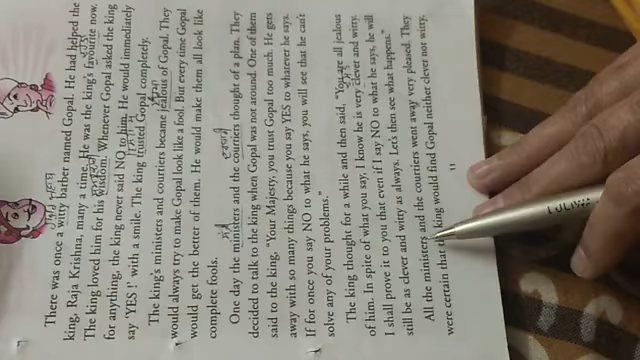 There was once a witty barber named Gopal. He had helped the
king, Raja Krishna, many a time. He was the king's favourite now.
The king loved him for his wisdom. Whenever Gopal asked the king
for anything, the king never said NO to him. He would immediately
say 'YES !' with a smile. The king trusted Gopal completely.
The king's ministers and courtiers became jealous of Gopal. They
would always try to make Gopal look like a fool. But every time Gopal
would get the better of them. He would make them all look like
complete fools.
One day the ministers and the courtiers thought of a plan. They
decided to talk to the king when Gopal was not around. One of them
said to the king, "Your Majesty, you trust Gopal too much. He gets
away with so many things because you say YES to whatever he says.
If for once you say NO to what he says, you will see that he can't
solve any of your problems."
The king thought for a while and then said, "You are all jealous
of him. In spite of what you say, I know he is very clever and witty.
I shall prove it to you that even if I say NO to what he says, he will
still be as clever and witty as always. Let's then see what happens."
All the ministers and the courtiers went away very pleased. They
were certain that the king would find Gopal neither clever nor witty.
11